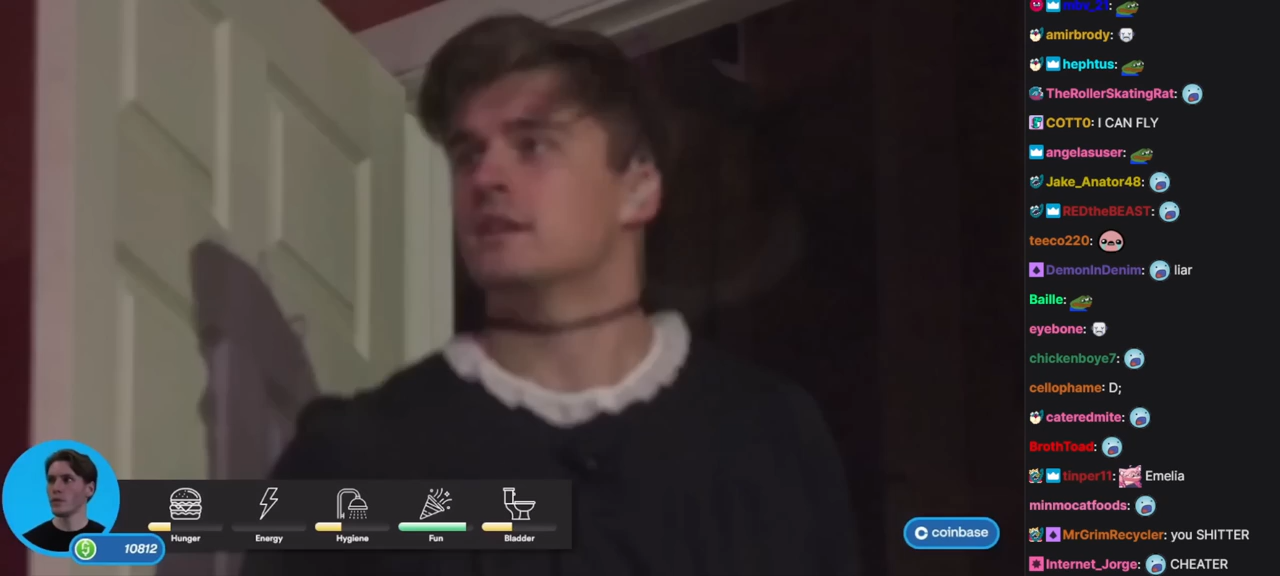 mbv_21:
amirbrody:
hephtus:
TheRollerSkatingRat:
COTT0: I CAN FLY
angelasuser:
Jake_Anator48:
REDtheBEAST:
teeco220:
DemonInDenim: liar
Baille:
eyebone:
chickenboye7:
cellophame: D;
cateredmite:
BrothToad:
tinper11: Emelia
minmocatfoods:
MrGrimRecycler: you SHITTER
Internet_Jorge: CHEATER
Hunger Energy Hygiene Fun Bladder
10812
coinbase